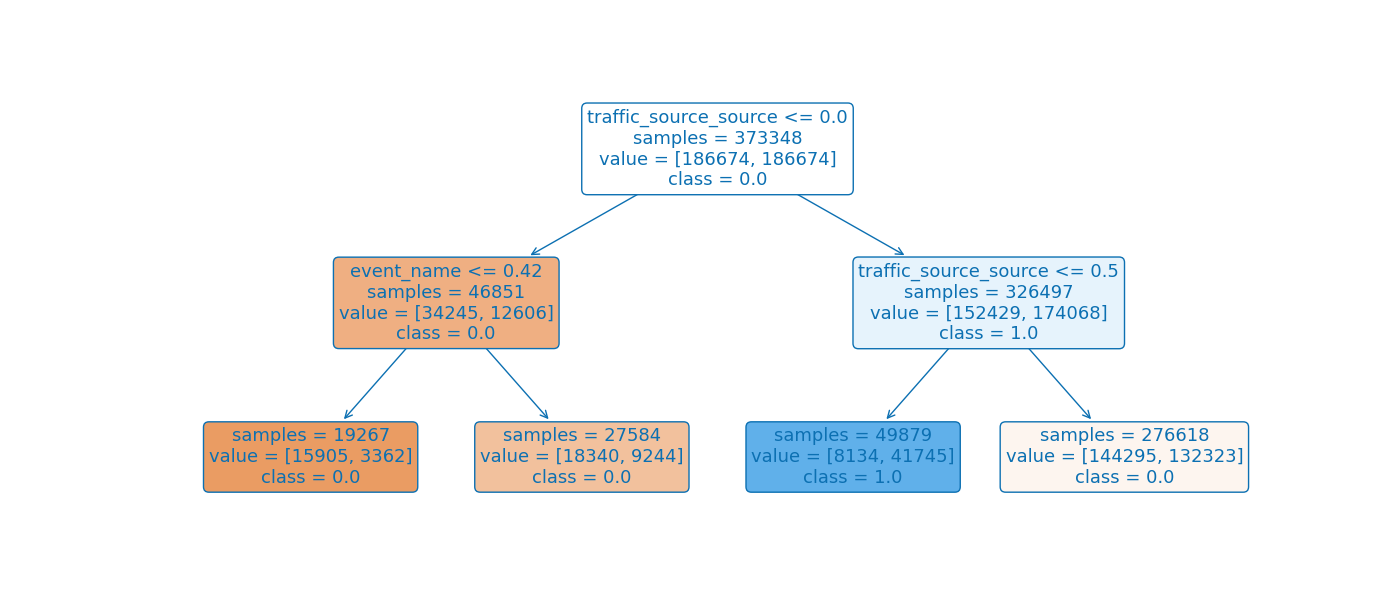 traffic_source_source <= 0.0
samples = 373348
value = [186674, 186674]
class = 0.0
event_name <= 0.42
samples = 46851
value = [34245, 12606]
class = 0.0
traffic_source_source <= 0.5
samples = 326497
value = [152429, 174068]
class = 1.0
samples = 19267
value = [15905, 3362]
class = 0.0
samples = 27584
value = [18340, 9244]
class = 0.0
samples = 49879
value = [8134, 41745]
class = 1.0
samples = 276618
value = [144295, 132323]
class = 0.0